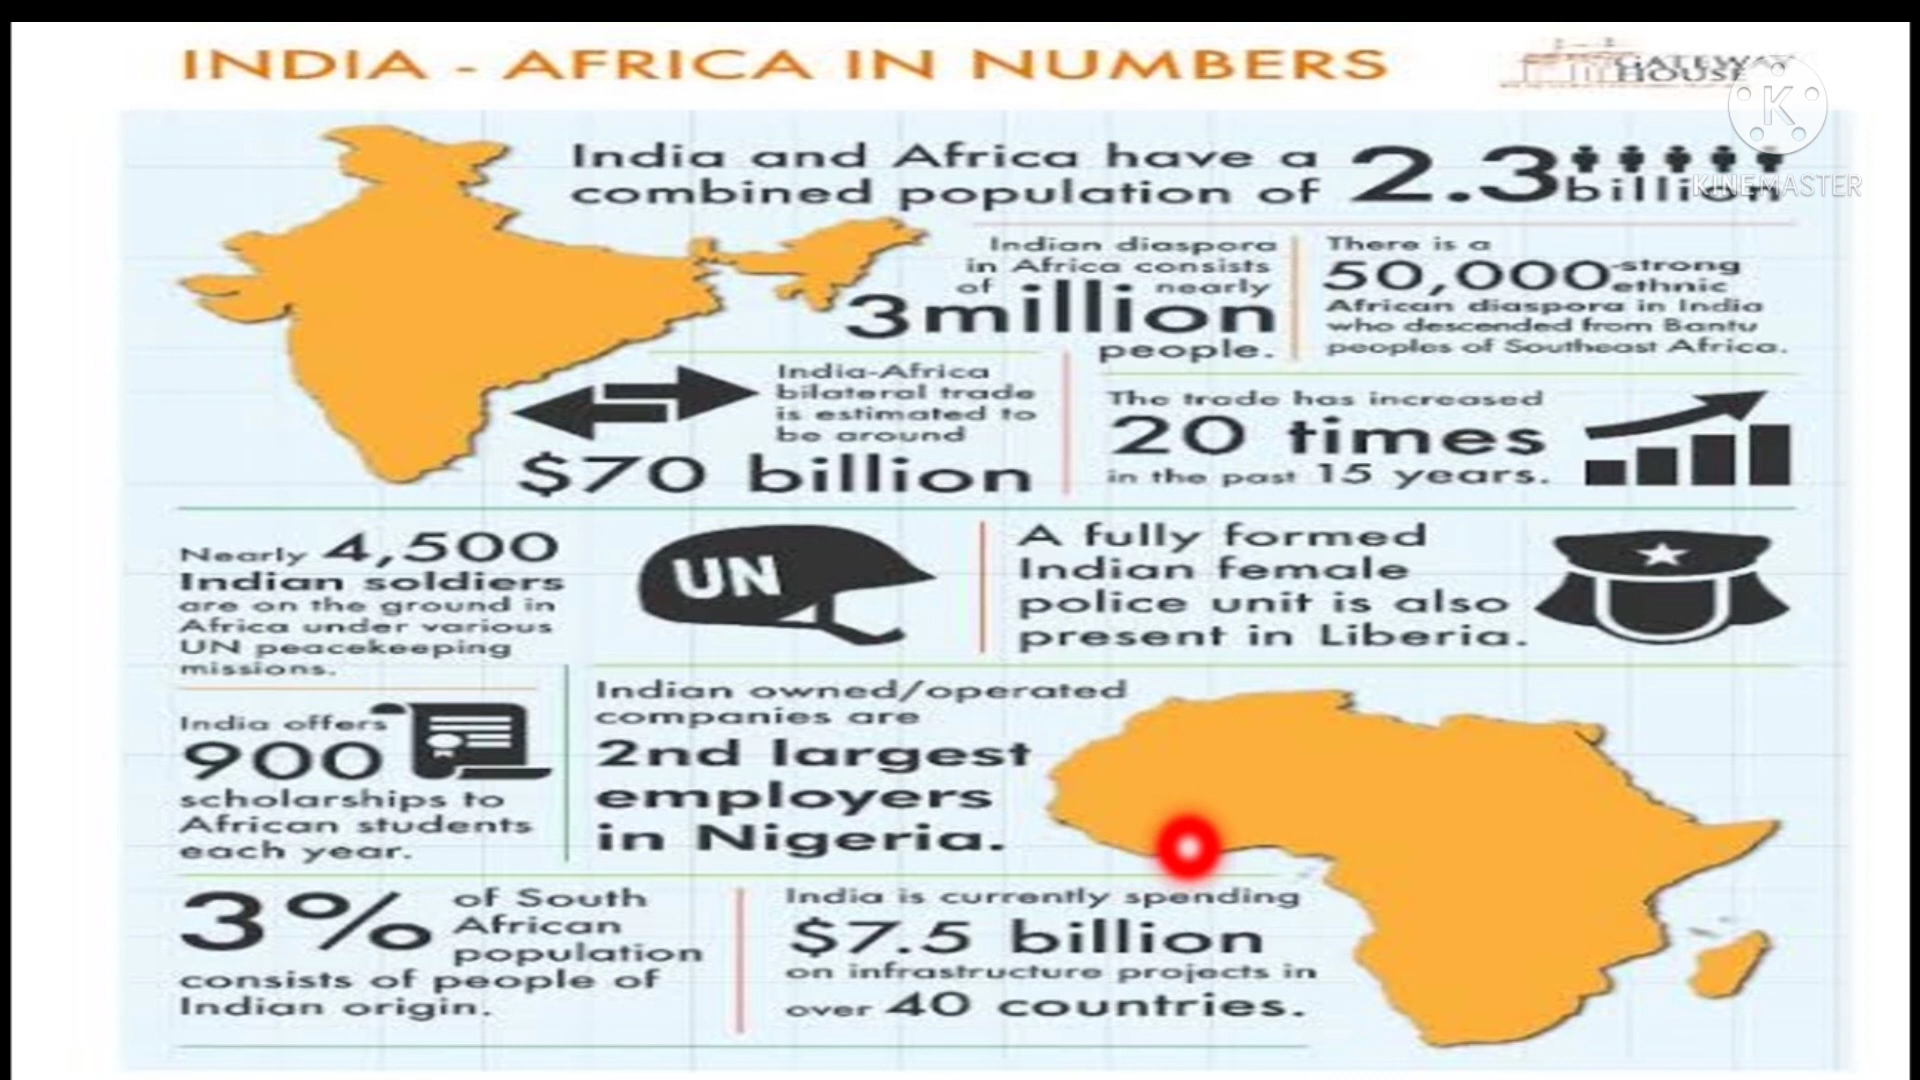 INDIA - AFRICA IN NUMBERS
GATEWAY
HOUSE
K
KINEMASTER
India and Africa have a
combined population of
2.3
billion
Indian diaspora
in Africa consists
of nearly
3 million
people.
There is a
50,000-strong
ethnic
African diaspora in India
who descended from Bantu
peoples of Southeast Africa.
India-Africa
bilateral trade
is estimated to
be around
$70 billion
The trade has increased
20 times
in the past 15 years.
Nearly 4,500
Indian soldiers
are on the ground in
Africa under various
UN peacekeeping
missions.
UN
A fully formed
Indian female
police unit is also
present in Liberia.
India offers
900
scholarships to
African students
each year.
Indian owned/operated
companies are
2nd largest
employers
in Nigeria.
3% of South
African
population
consists of people of
Indian origin.
India is currently spending
$7.5 billion
on infrastructure projects in
over 40 countries.